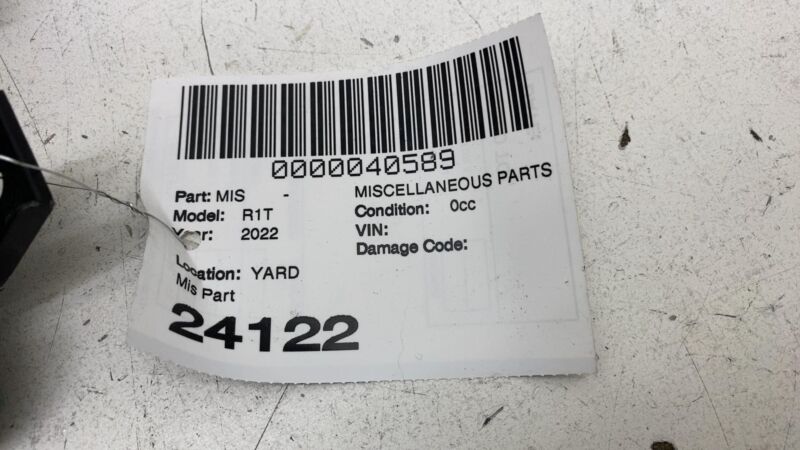 0000040589
Part: MIS - MISCELLANEOUS PARTS
Model: R1T Condition: 0cc
Year: 2022 VIN:
Damage Code:
Location: YARD
Mis Part
24122